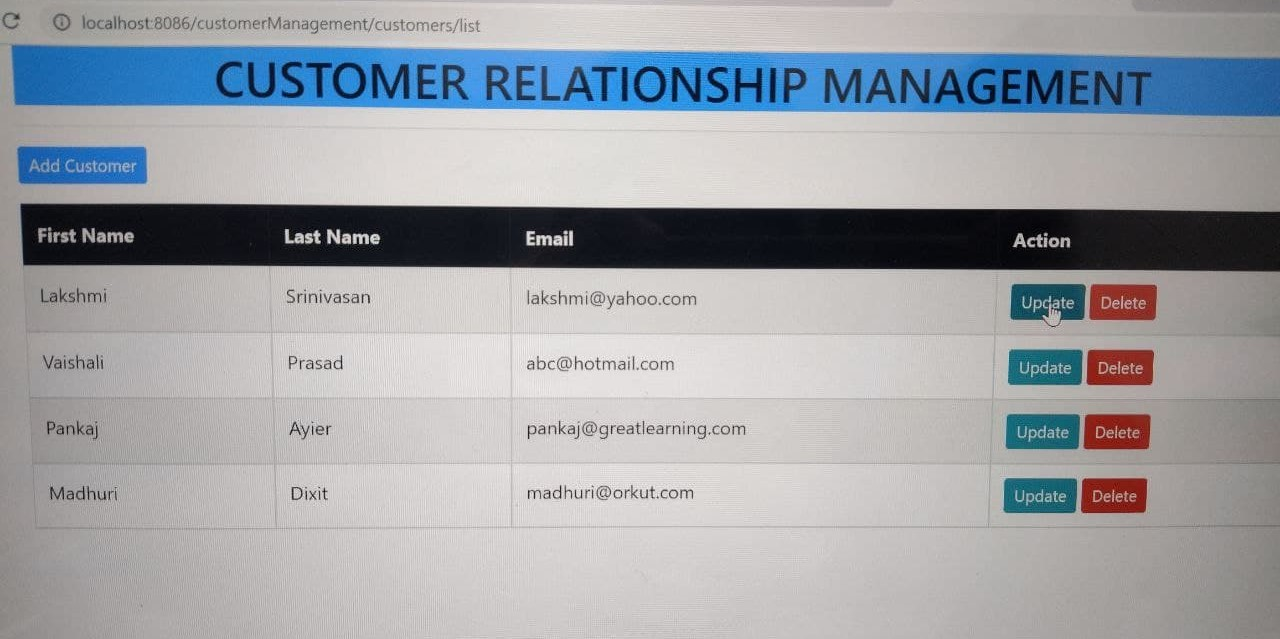 localhost:8086/customerManagement/customers/list
CUSTOMER RELATIONSHIP MANAGEMENT
Add Customer
First Name Last Name Email Action
Lakshmi Srinivasan lakshmi@yahoo.com Update Delete
Vaishali Prasad abc@hotmail.com Update Delete
Pankaj Ayier pankaj@greatlearning.com Update Delete
Madhuri Dixit madhuri@orkut.com Update Delete